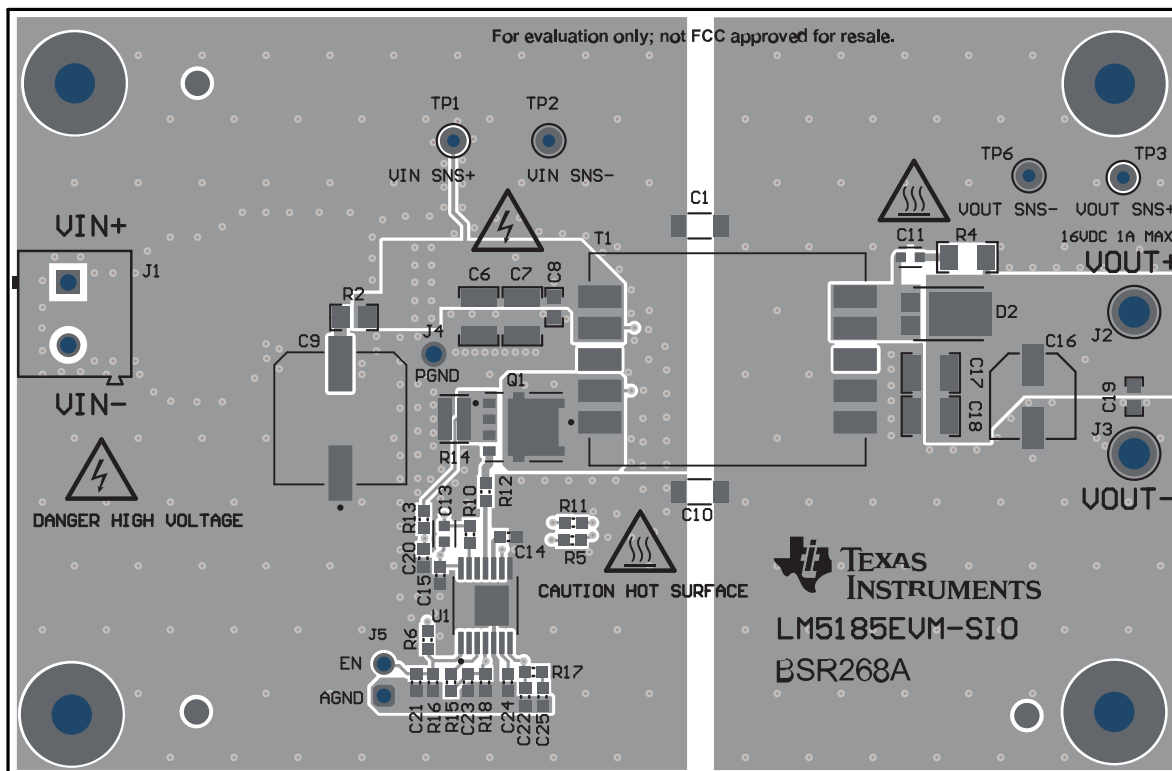 For evaluation only; not FCC approved for resale.
TP1
TP2
VIN SNS+
VIN SNS-
TP6
TP3
VOUT SNS-
VOUT SNS+
16VDC 1A MAX
VOUT+
C1
T1
C11
R4
VIN+
J1
C6
C7
C8
R2
J4
PGND
C9
D2
J2
C16
C17
C18
C19
J3
VOUT-
VIN-
Q1
R14
DANGER HIGH VOLTAGE
R13
C13
R10
R12
C10
C20
C15
C14
R11
R5
CAUTION HOT SURFACE
TEXAS
INSTRUMENTS
LM5185EVM-SIO
BSR268A
U1
R6
J5
EN
AGND
R17
C21
R16
R15
C23
R18
C24
C22
C25